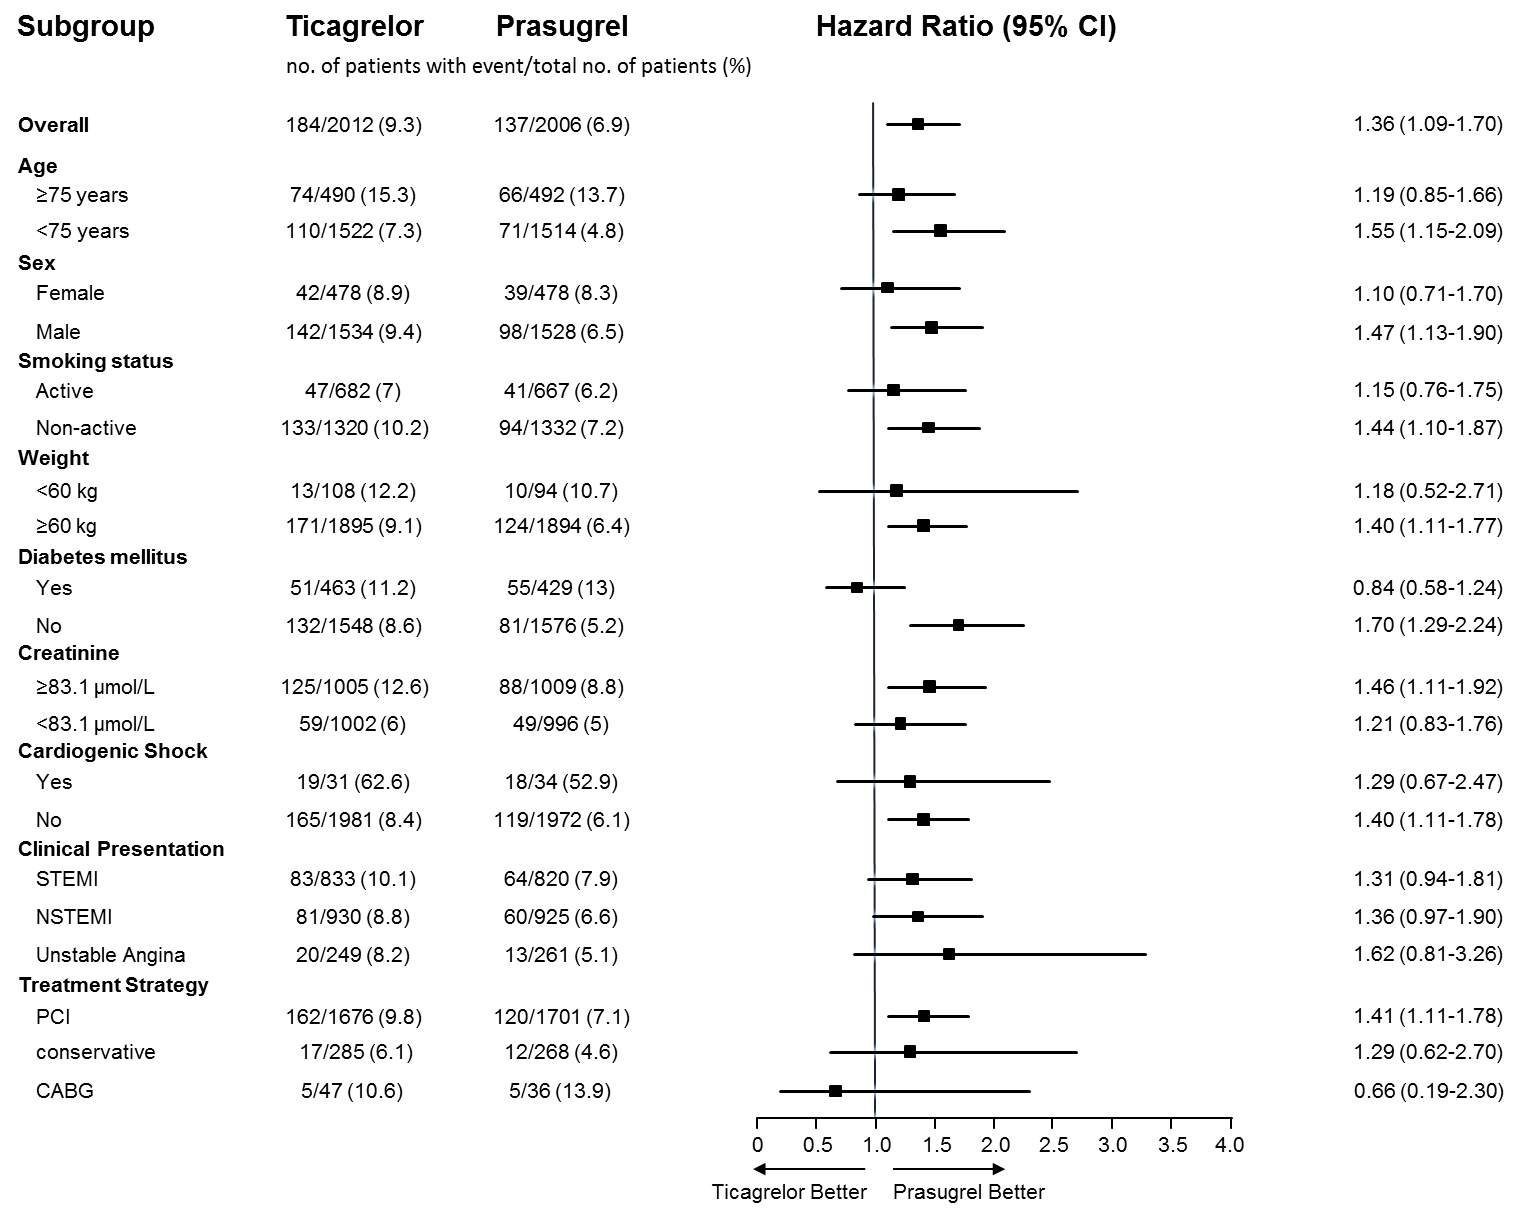 Subgroup Ticagrelor Prasugrel Hazard Ratio (95% CI)
no. of patients with event/total no. of patients (%)
Overall 184/2012 (9.3) 137/2006 (6.9) 1.36 (1.09-1.70)
Age
≥75 years 74/490 (15.3) 66/492 (13.7) 1.19 (0.85-1.66)
<75 years 110/1522 (7.3) 71/1514 (4.8) 1.55 (1.15-2.09)
Sex
Female 42/478 (8.9) 39/478 (8.3) 1.10 (0.71-1.70)
Male 142/1534 (9.4) 98/1528 (6.5) 1.47 (1.13-1.90)
Smoking status
Active 47/682 (7) 41/667 (6.2) 1.15 (0.76-1.75)
Non-active 133/1320 (10.2) 94/1332 (7.2) 1.44 (1.10-1.87)
Weight
<60 kg 13/108 (12.2) 10/94 (10.7) 1.18 (0.52-2.71)
≥60 kg 171/1895 (9.1) 124/1894 (6.4) 1.40 (1.11-1.77)
Diabetes mellitus
Yes 51/463 (11.2) 55/429 (13) 0.84 (0.58-1.24)
No 132/1548 (8.6) 81/1576 (5.2) 1.70 (1.29-2.24)
Creatinine
≥83.1 µmol/L 125/1005 (12.6) 88/1009 (8.8) 1.46 (1.11-1.92)
<83.1 µmol/L 59/1002 (6) 49/996 (5) 1.21 (0.83-1.76)
Cardiogenic Shock
Yes 19/31 (62.6) 18/34 (52.9) 1.29 (0.67-2.47)
No 165/1981 (8.4) 119/1972 (6.1) 1.40 (1.11-1.78)
Clinical Presentation
STEMI 83/833 (10.1) 64/820 (7.9) 1.31 (0.94-1.81)
NSTEMI 81/930 (8.8) 60/925 (6.6) 1.36 (0.97-1.90)
Unstable Angina 20/249 (8.2) 13/261 (5.1) 1.62 (0.81-3.26)
Treatment Strategy
PCI 162/1676 (9.8) 120/1701 (7.1) 1.41 (1.11-1.78)
conservative 17/285 (6.1) 12/268 (4.6) 1.29 (0.62-2.70)
CABG 5/47 (10.6) 5/36 (13.9) 0.66 (0.19-2.30)
0 0.5 1.0 1.5 2.0 2.5 3.0 3.5 4.0
Ticagrelor Better Prasugrel Better